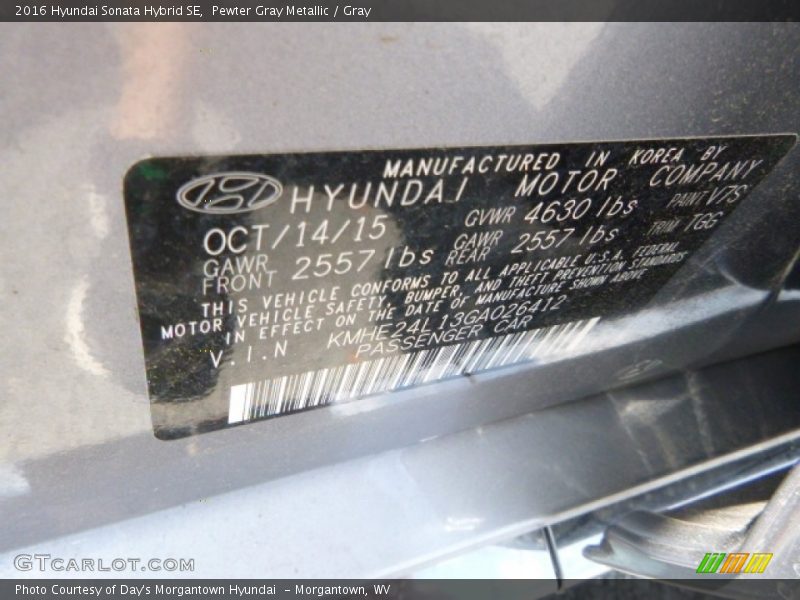 2016 Hyundai Sonata Hybrid SE,  Pewter Gray Metallic / Gray
MANUFACTURED IN KOREA BY
HYUNDAI MOTOR COMPANY
OCT/14/15 GVWR 4630 lbs PAINT V7S
GAWR FRONT 2557 lbs GAWR REAR 2557 lbs TRIM TGG
THIS VEHICLE CONFORMS TO ALL APPLICABLE U.S.A. FEDERAL
MOTOR VEHICLE SAFETY, BUMPER, AND THEFT PREVENTION STANDARDS
IN EFFECT ON THE DATE OF MANUFACTURE SHOWN ABOVE
V.I.N KMHE24L13GA026412
PASSENGER CAR
GTCARLOT.COM
Photo Courtesy of Day's Morgantown Hyundai  - Morgantown, WV